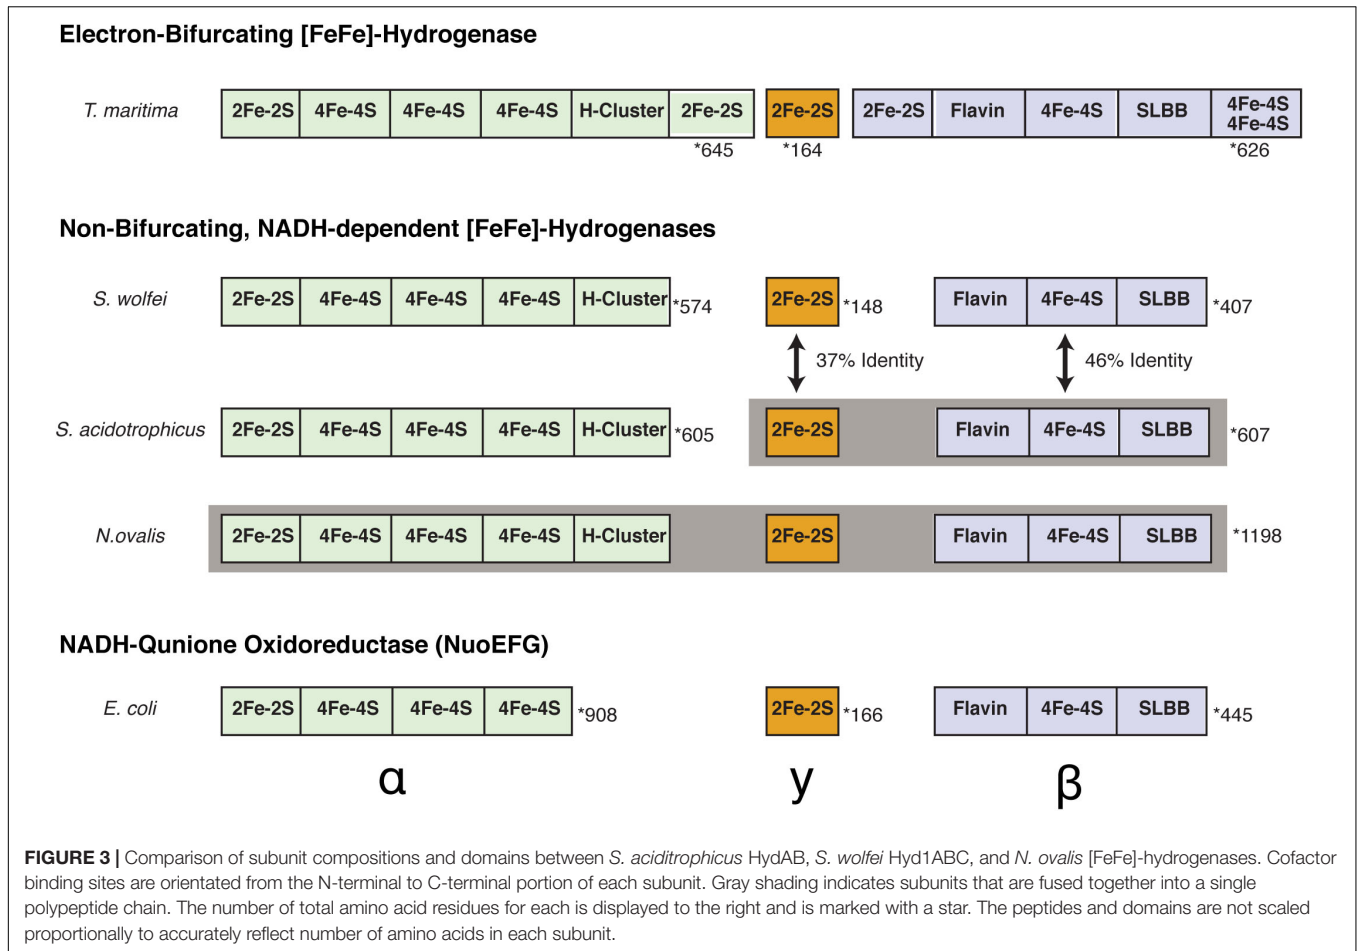 Electron-Bifurcating [FeFe]-Hydrogenase
T. maritima
2Fe-2S 4Fe-4S 4Fe-4S 4Fe-4S H-Cluster 2Fe-2S 2Fe-2S 2Fe-2S Flavin 4Fe-4S SLBB 4Fe-4S
4Fe-4S
*645 *164 *626
Non-Bifurcating, NADH-dependent [FeFe]-Hydrogenases
S. wolfei 2Fe-2S 4Fe-4S 4Fe-4S 4Fe-4S H-Cluster *574 2Fe-2S *148 Flavin 4Fe-4S SLBB *407
37% Identity 46% Identity
S. acidotrophicus 2Fe-2S 4Fe-4S 4Fe-4S 4Fe-4S H-Cluster *605 2Fe-2S Flavin 4Fe-4S SLBB *607
N.ovalis 2Fe-2S 4Fe-4S 4Fe-4S 4Fe-4S H-Cluster 2Fe-2S Flavin 4Fe-4S SLBB *1198
NADH-Qunione Oxidoreductase (NuoEFG)
E. coli 2Fe-2S 4Fe-4S 4Fe-4S 4Fe-4S *908 2Fe-2S *166 Flavin 4Fe-4S SLBB *445
α y β
FIGURE 3 | Comparison of subunit compositions and domains between S. aciditrophicus HydAB, S. wolfei Hyd1ABC, and N. ovalis [FeFe]-hydrogenases. Cofactor
binding sites are orientated from the N-terminal to C-terminal portion of each subunit. Gray shading indicates subunits that are fused together into a single
polypeptide chain. The number of total amino acid residues for each is displayed to the right and is marked with a star. The peptides and domains are not scaled
proportionally to accurately reflect number of amino acids in each subunit.